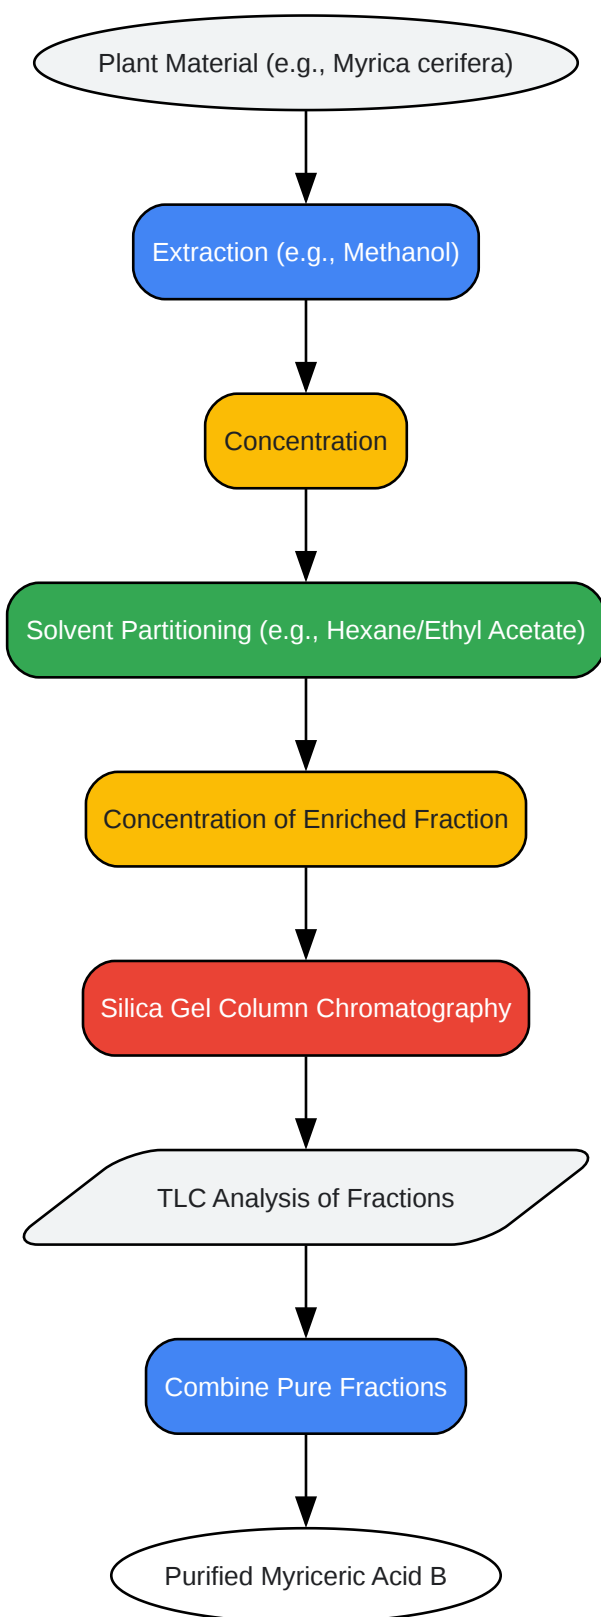 Plant Material (e.g., Myrica cerifera)
Extraction (e.g., Methanol)
Concentration
Solvent Partitioning (e.g., Hexane/Ethyl Acetate)
Concentration of Enriched Fraction
Silica Gel Column Chromatography
TLC Analysis of Fractions
Combine Pure Fractions
Purified Myriceric Acid B